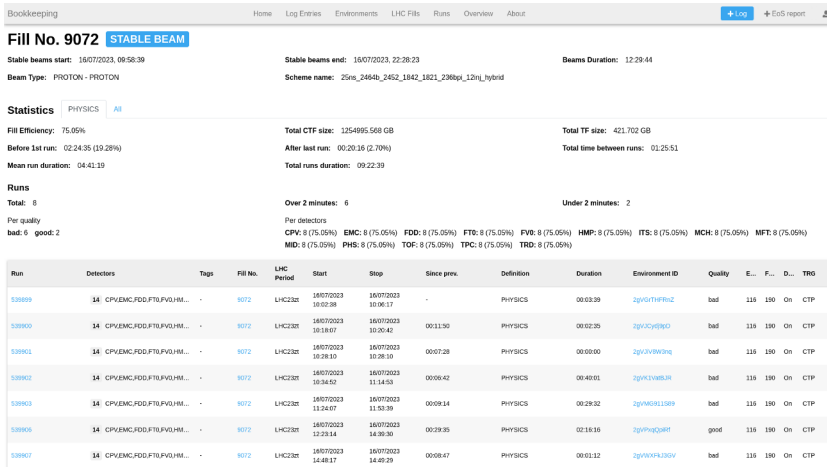 Bookkeeping Home Log Entries Environments LHC Fills Runs Overview About + Log + EoS report
Fill No. 9072 STABLE BEAM
Stable beams start: 16/07/2023, 09:58:39 Stable beams end: 16/07/2023, 22:28:23 Beams Duration: 12:29:44
Beam Type: PROTON - PROTON Scheme name: 25ns_2464b_2452_1842_1821_236bpi_12inj_hybrid
Statistics PHYSICS All
Fill Efficiency: 75.05% Total CTF size: 1254995.568 GB Total TF size: 421.702 GB
Before 1st run: 02:24:35 (19.28%) After last run: 00:20:16 (2.70%) Total time between runs: 01:25:51
Mean run duration: 04:41:19 Total runs duration: 09:22:39
Runs
Total: 8 Over 2 minutes: 6 Under 2 minutes: 2
Per quality Per detectors
bad: 6 good: 2 CPV: 8 (75.05%) EMC: 8 (75.05%) FDD: 8 (75.05%) FT0: 8 (75.05%) FV0: 8 (75.05%) HMP: 8 (75.05%) ITS: 8 (75.05%) MCH: 8 (75.05%) MFT: 8 (75.05%)
MID: 8 (75.05%) PHS: 8 (75.05%) TOF: 8 (75.05%) TPC: 8 (75.05%) TRD: 8 (75.05%)
Run Detectors Tags Fill No. LHC Period Start Stop Since prev. Definition Duration Environment ID Quality E... F... D... TRG
539899 14 CPV,EMC,FDD,FT0,FV0,HM... - 9072 LHC23zt 16/07/2023 10:02:38 16/07/2023 10:06:17 - PHYSICS 00:03:39 bad 116 190 On CTP
539900 14 CPV,EMC,FDD,FT0,FV0,HM... - 9072 LHC23zt 16/07/2023 10:18:07 16/07/2023 10:20:42 00:11:50 PHYSICS 00:02:35 bad 116 190 On CTP
539901 14 CPV,EMC,FDD,FT0,FV0,HM... - 9072 LHC23zt 16/07/2023 10:28:10 16/07/2023 10:28:10 00:07:28 PHYSICS 00:00:00 bad 116 190 On CTP
539902 14 CPV,EMC,FDD,FT0,FV0,HM... - 9072 LHC23zt 16/07/2023 10:34:52 16/07/2023 11:14:53 00:06:42 PHYSICS 00:40:01 bad 116 190 On CTP
539903 14 CPV,EMC,FDD,FT0,FV0,HM... - 9072 LHC23zt 16/07/2023 11:24:07 16/07/2023 11:53:39 00:09:14 PHYSICS 00:29:32 bad 116 190 On CTP
14 CPV,EMC,FDD,FT0,FV0,HM... - 9072 LHC23zt 16/07/2023 12:23:14 16/07/2023 14:39:30 00:29:35 PHYSICS 02:16:16 good 116 190 On CTP
539907 14 CPV,EMC,FDD,FT0,FV0,HM... - 9072 LHC23zt 16/07/2023 14:48:17 16/07/2023 14:49:29 00:08:47 PHYSICS 00:01:12 bad 116 190 On CTP